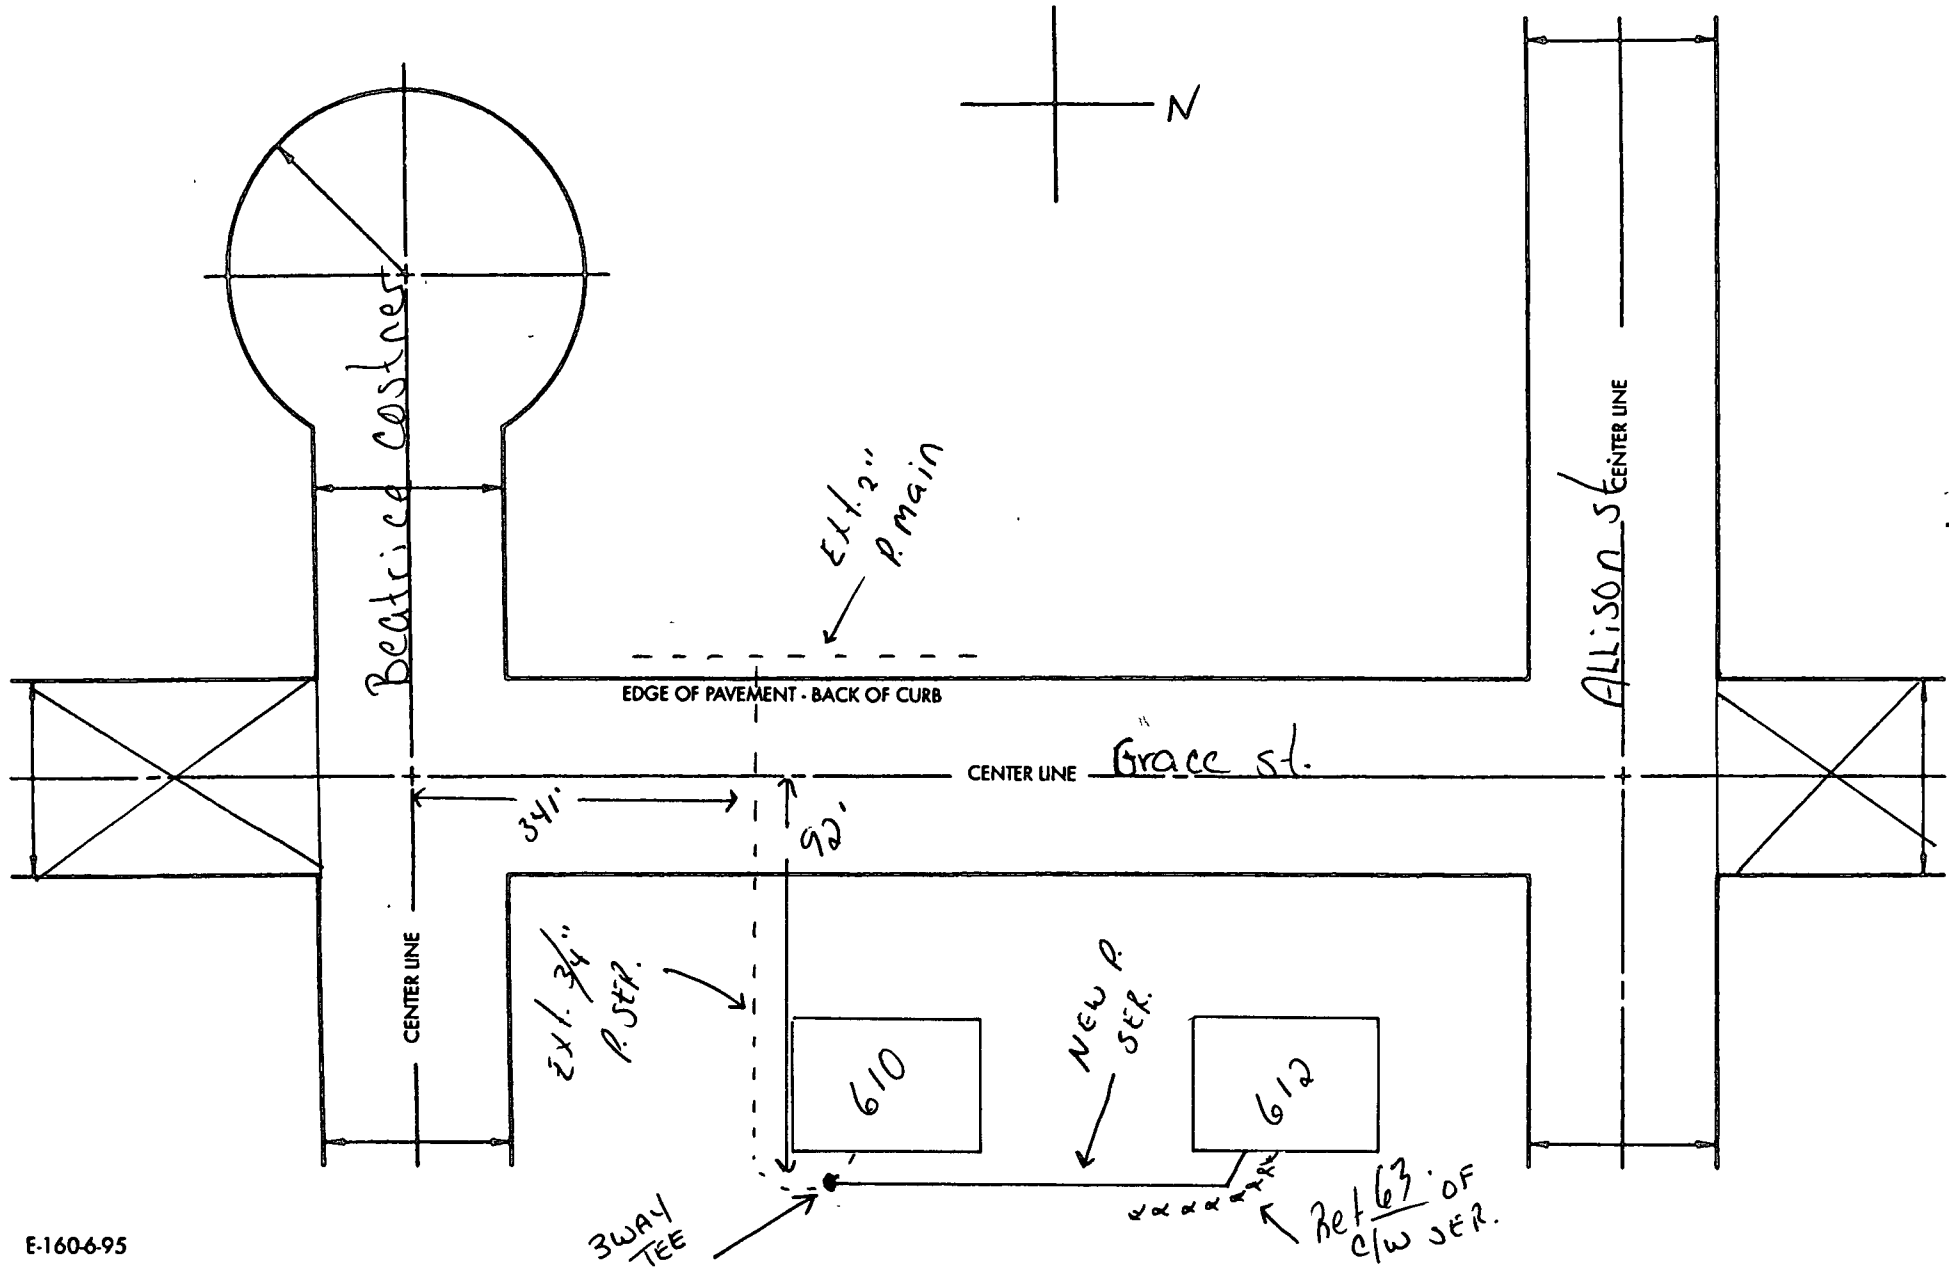 N
Beatrice Costner
CENTER LINE
Allison st.
Ext. 2"
P. Main
EDGE OF PAVEMENT - BACK OF CURB
CENTER LINE
Grace st.
341'
92'
CENTER LINE
Ext. 3/4"
P. SER.
NEW P.
SER.
610
612
3WAY
TEE
Ret 63' OF
C/W SER.
E-160-6-95